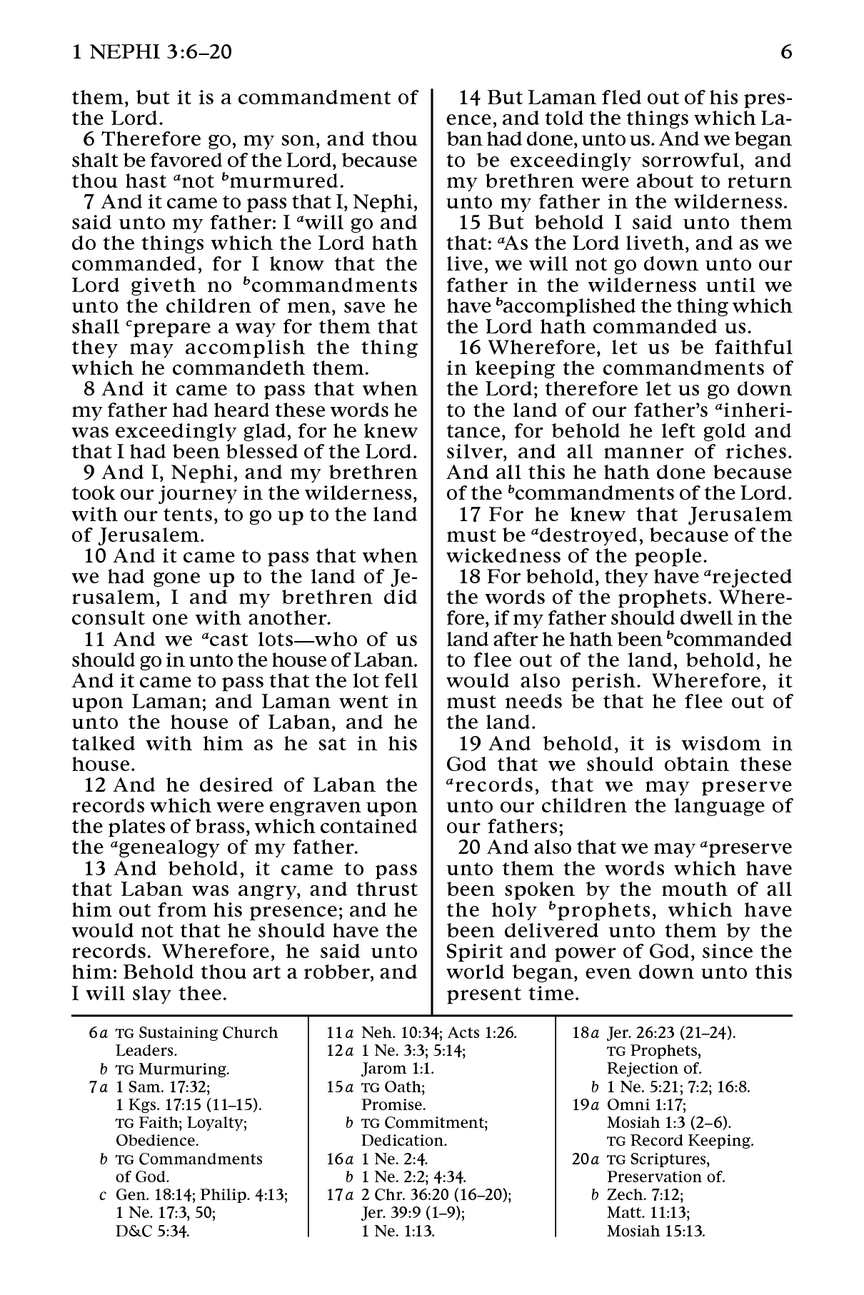 1 NEPHI 3:6–20
6
them, but it is a commandment of
the Lord.
6 Therefore go, my son, and thou
shalt be favored of the Lord, because
thou hast anot bmurmured.
7 And it came to pass that I, Nephi,
said unto my father: I awill go and
do the things which the Lord hath
commanded, for I know that the
Lord giveth no bcommandments
unto the children of men, save he
shall cprepare a way for them that
they may accomplish the thing
which he commandeth them.
8 And it came to pass that when
my father had heard these words he
was exceedingly glad, for he knew
that I had been blessed of the Lord.
9 And I, Nephi, and my brethren
took our journey in the wilderness,
with our tents, to go up to the land
of Jerusalem.
10 And it came to pass that when
we had gone up to the land of Je-
rusalem, I and my brethren did
consult one with another.
11 And we acast lots—who of us
should go in unto the house of Laban.
And it came to pass that the lot fell
upon Laman; and Laman went in
unto the house of Laban, and he
talked with him as he sat in his
house.
12 And he desired of Laban the
records which were engraven upon
the plates of brass, which contained
the agenealogy of my father.
13 And behold, it came to pass
that Laban was angry, and thrust
him out from his presence; and he
would not that he should have the
records. Wherefore, he said unto
him: Behold thou art a robber, and
I will slay thee.
14 But Laman fled out of his pres-
ence, and told the things which La-
ban had done, unto us. And we began
to be exceedingly sorrowful, and
my brethren were about to return
unto my father in the wilderness.
15 But behold I said unto them
that: aAs the Lord liveth, and as we
live, we will not go down unto our
father in the wilderness until we
have baccomplished the thing which
the Lord hath commanded us.
16 Wherefore, let us be faithful
in keeping the commandments of
the Lord; therefore let us go down
to the land of our father’s ainheri-
tance, for behold he left gold and
silver, and all manner of riches.
And all this he hath done because
of the bcommandments of the Lord.
17 For he knew that Jerusalem
must be adestroyed, because of the
wickedness of the people.
18 For behold, they have arejected
the words of the prophets. Where-
fore, if my father should dwell in the
land after he hath been bcommanded
to flee out of the land, behold, he
would also perish. Wherefore, it
must needs be that he flee out of
the land.
19 And behold, it is wisdom in
God that we should obtain these
arecords, that we may preserve
unto our children the language of
our fathers;
20 And also that we may apreserve
unto them the words which have
been spoken by the mouth of all
the holy bprophets, which have
been delivered unto them by the
Spirit and power of God, since the
world began, even down unto this
present time.
6a TG Sustaining Church
Leaders.
b TG Murmuring.
7a 1 Sam. 17:32;
1 Kgs. 17:15 (11–15).
TG Faith; Loyalty;
Obedience.
b TG Commandments
of God.
c Gen. 18:14; Philip. 4:13;
1 Ne. 17:3, 50;
D&C 5:34.
11a Neh. 10:34; Acts 1:26.
12a 1 Ne. 3:3; 5:14;
Jarom 1:1.
15a TG Oath;
Promise.
b TG Commitment;
Dedication.
16a 1 Ne. 2:4.
b 1 Ne. 2:2; 4:34.
17a 2 Chr. 36:20 (16–20);
Jer. 39:9 (1–9);
1 Ne. 1:13.
18a Jer. 26:23 (21–24).
TG Prophets,
Rejection of.
b 1 Ne. 5:21; 7:2; 16:8.
19a Omni 1:17;
Mosiah 1:3 (2–6).
TG Record Keeping.
20a TG Scriptures,
Preservation of.
b Zech. 7:12;
Matt. 11:13;
Mosiah 15:13.